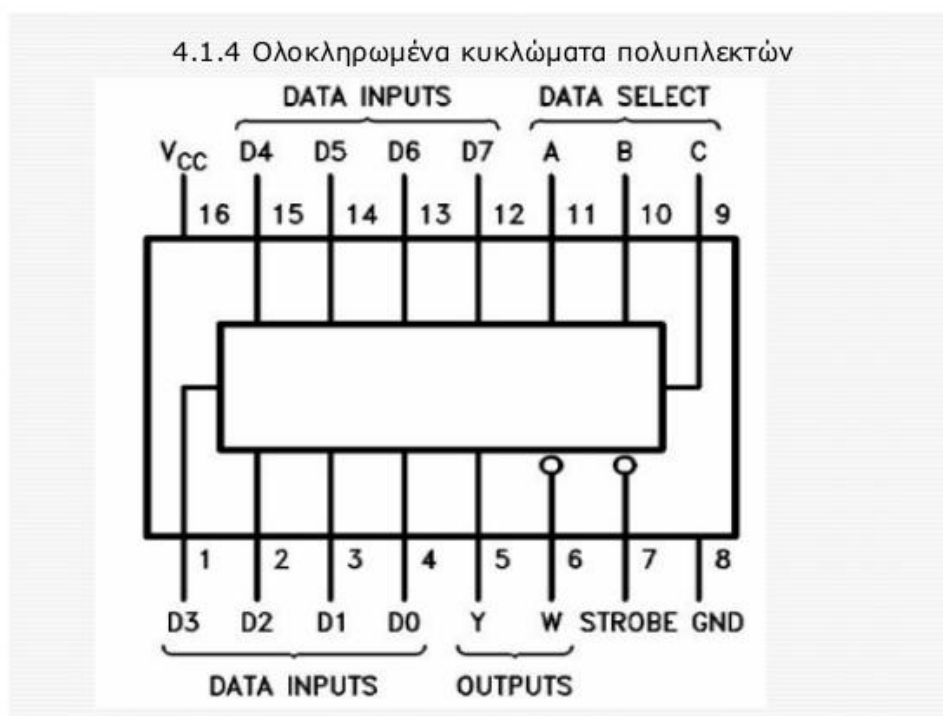 4.1.4 Ολοκληρωμένα κυκλώματα πολυπλεκτών
DATA INPUTS DATA SELECT
VCC D4 D5 D6 D7 A B C
16 15 14 13 12 11 10 9
1 2 3 4 5 6 7 8
D3 D2 D1 D0 Y W STROBE GND
DATA INPUTS OUTPUTS